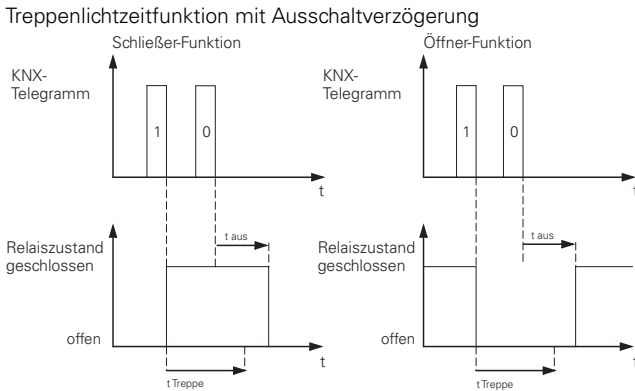 Treppenlichtzeitfunktion mit Ausschaltverzögerung
Schließer-Funktion
KNX-
Telegramm
1
0
t
t aus
Relaiszustand
geschlossen
offen
t
t Treppe
Öffner-Funktion
KNX-
Telegramm
1
0
t
t aus
Relaiszustand
geschlossen
offen
t
t Treppe